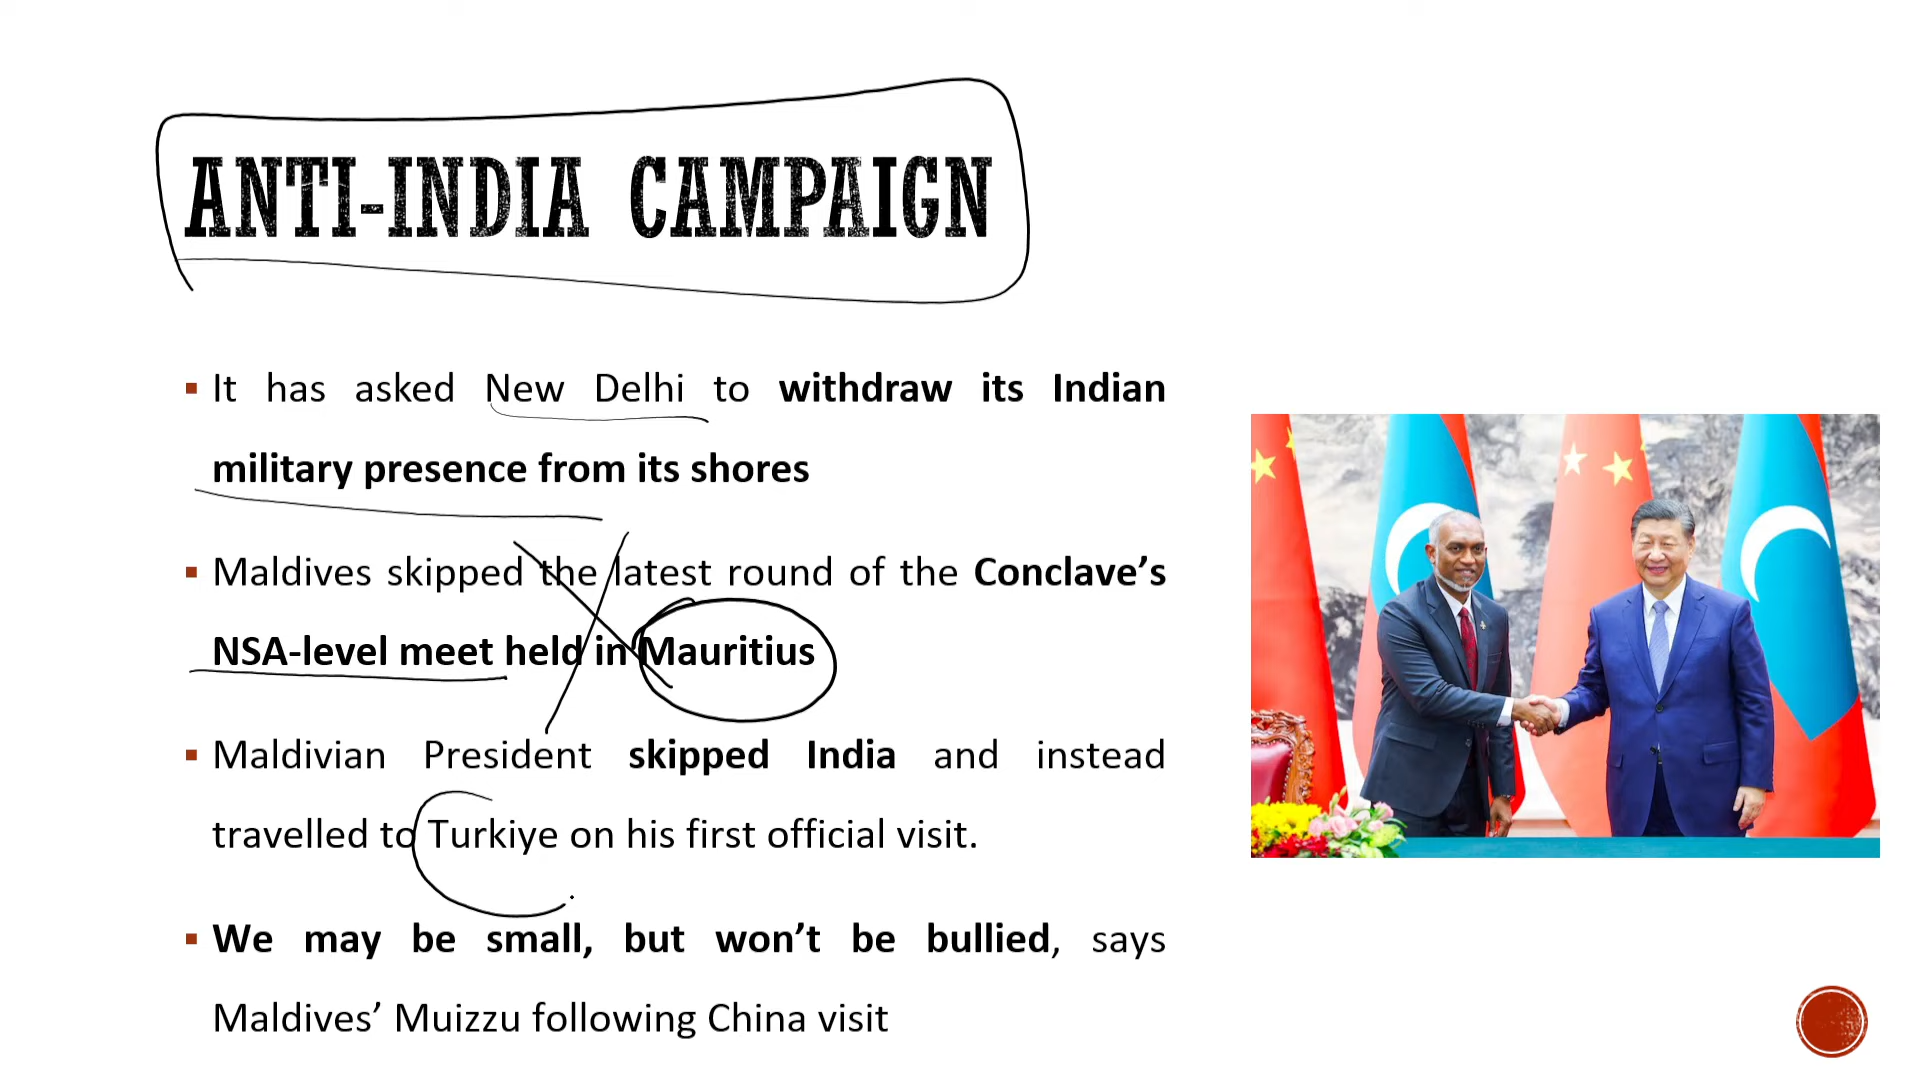 ANTI-INDIA CAMPAIGN
▪ It has asked New Delhi to withdraw its Indian
military presence from its shores
▪ Maldives skipped the latest round of the Conclave’s
NSA-level meet held in Mauritius
▪ Maldivian President skipped India and instead
travelled to Turkiye on his first official visit.
▪ We may be small, but won’t be bullied, says
Maldives’ Muizzu following China visit